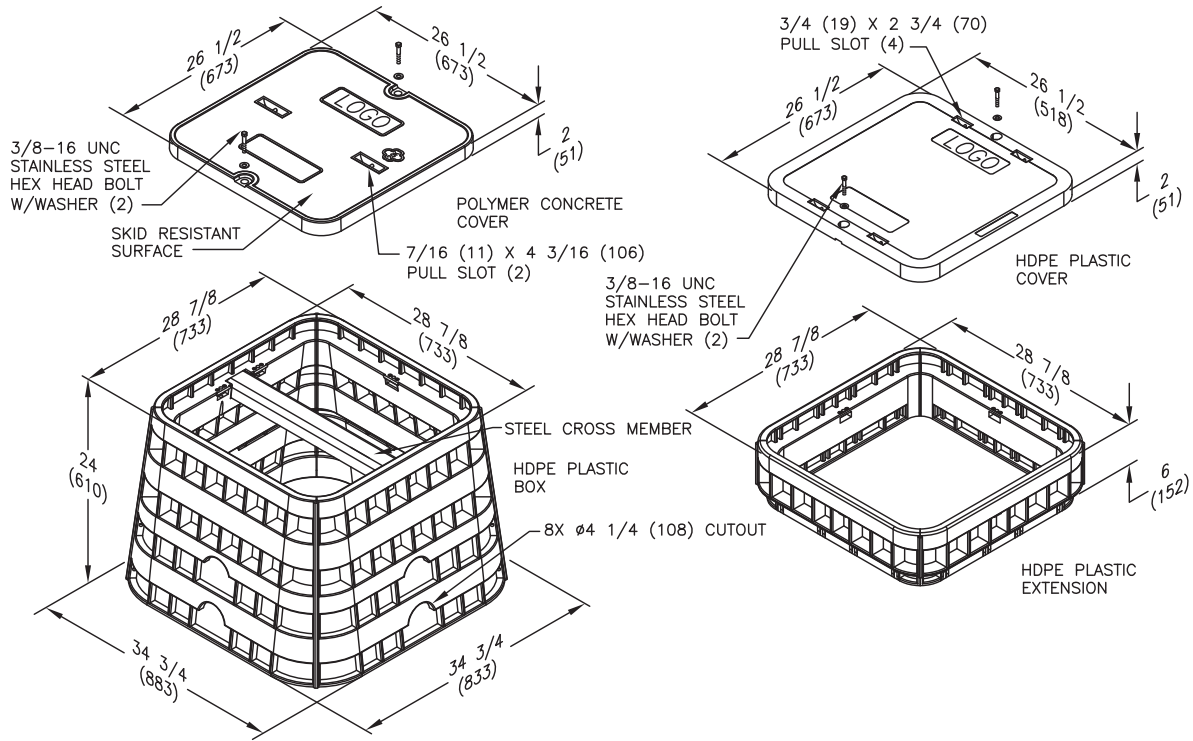 26 1/2
(673)
26 1/2
(673)
2
(51)
LOGO
3/8-16 UNC
STAINLESS STEEL
HEX HEAD BOLT
W/WASHER (2)
SKID RESISTANT
SURFACE
POLYMER CONCRETE
COVER
7/16 (11) X 4 3/16 (106)
PULL SLOT (2)
3/4 (19) X 2 3/4 (70)
PULL SLOT (4)
26 1/2
(673)
26 1/2
(518)
2
(51)
LOGO
HDPE PLASTIC
COVER
3/8-16 UNC
STAINLESS STEEL
HEX HEAD BOLT
W/WASHER (2)
28 7/8
(733)
28 7/8
(733)
24
(610)
STEEL CROSS MEMBER
HDPE PLASTIC
BOX
8X ø4 1/4 (108) CUTOUT
34 3/4
(883)
34 3/4
(833)
28 7/8
(733)
28 7/8
(733)
6
(152)
HDPE PLASTIC
EXTENSION